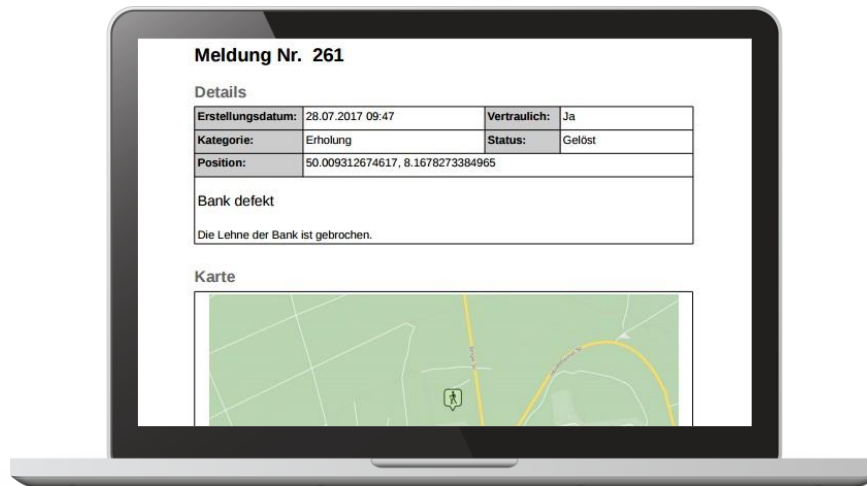 Meldung Nr. 261
Details
Erstellungsdatum: 28.07.2017 09:47 Vertraulich: Ja
Kategorie: Erholung Status: Gelöst
Position: 50.009312674617, 8.1678273384965
Bank defekt
Die Lehne der Bank ist gebrochen.
Karte